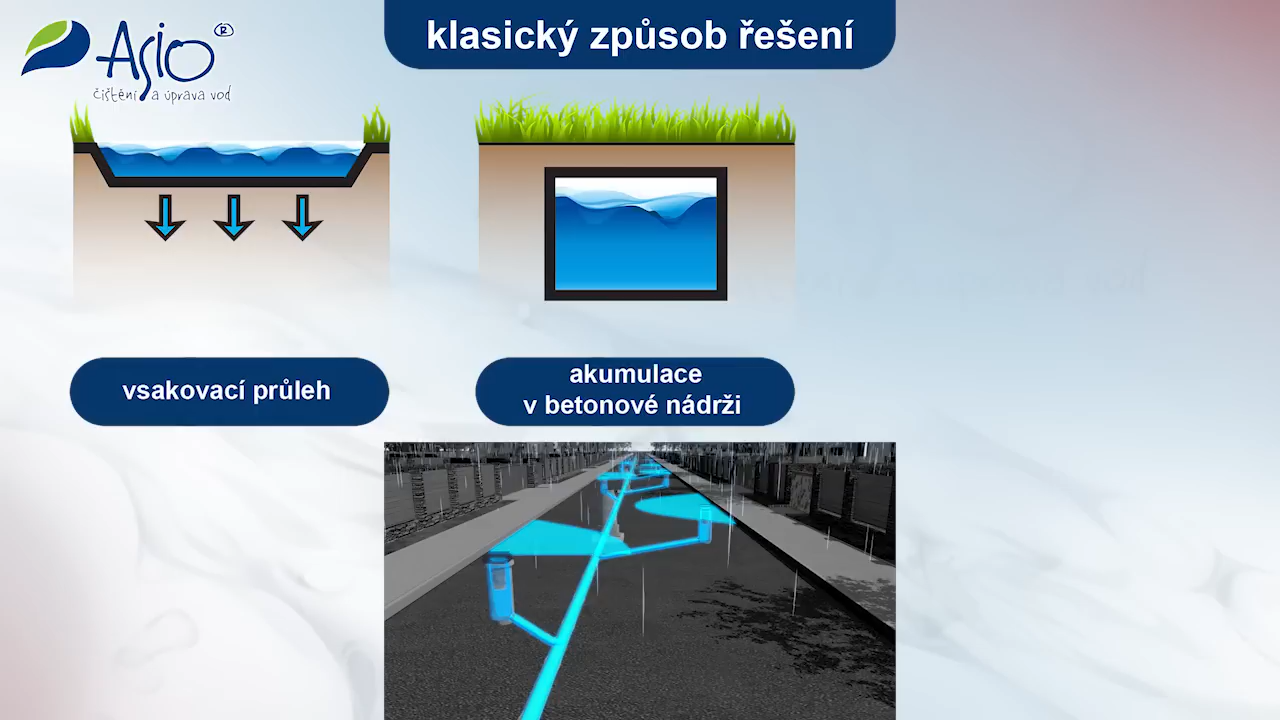 klasický způsob řešení
Asio ®
čištění a úprava vod
vsakovací průleh
akumulace
v betonové nádrži